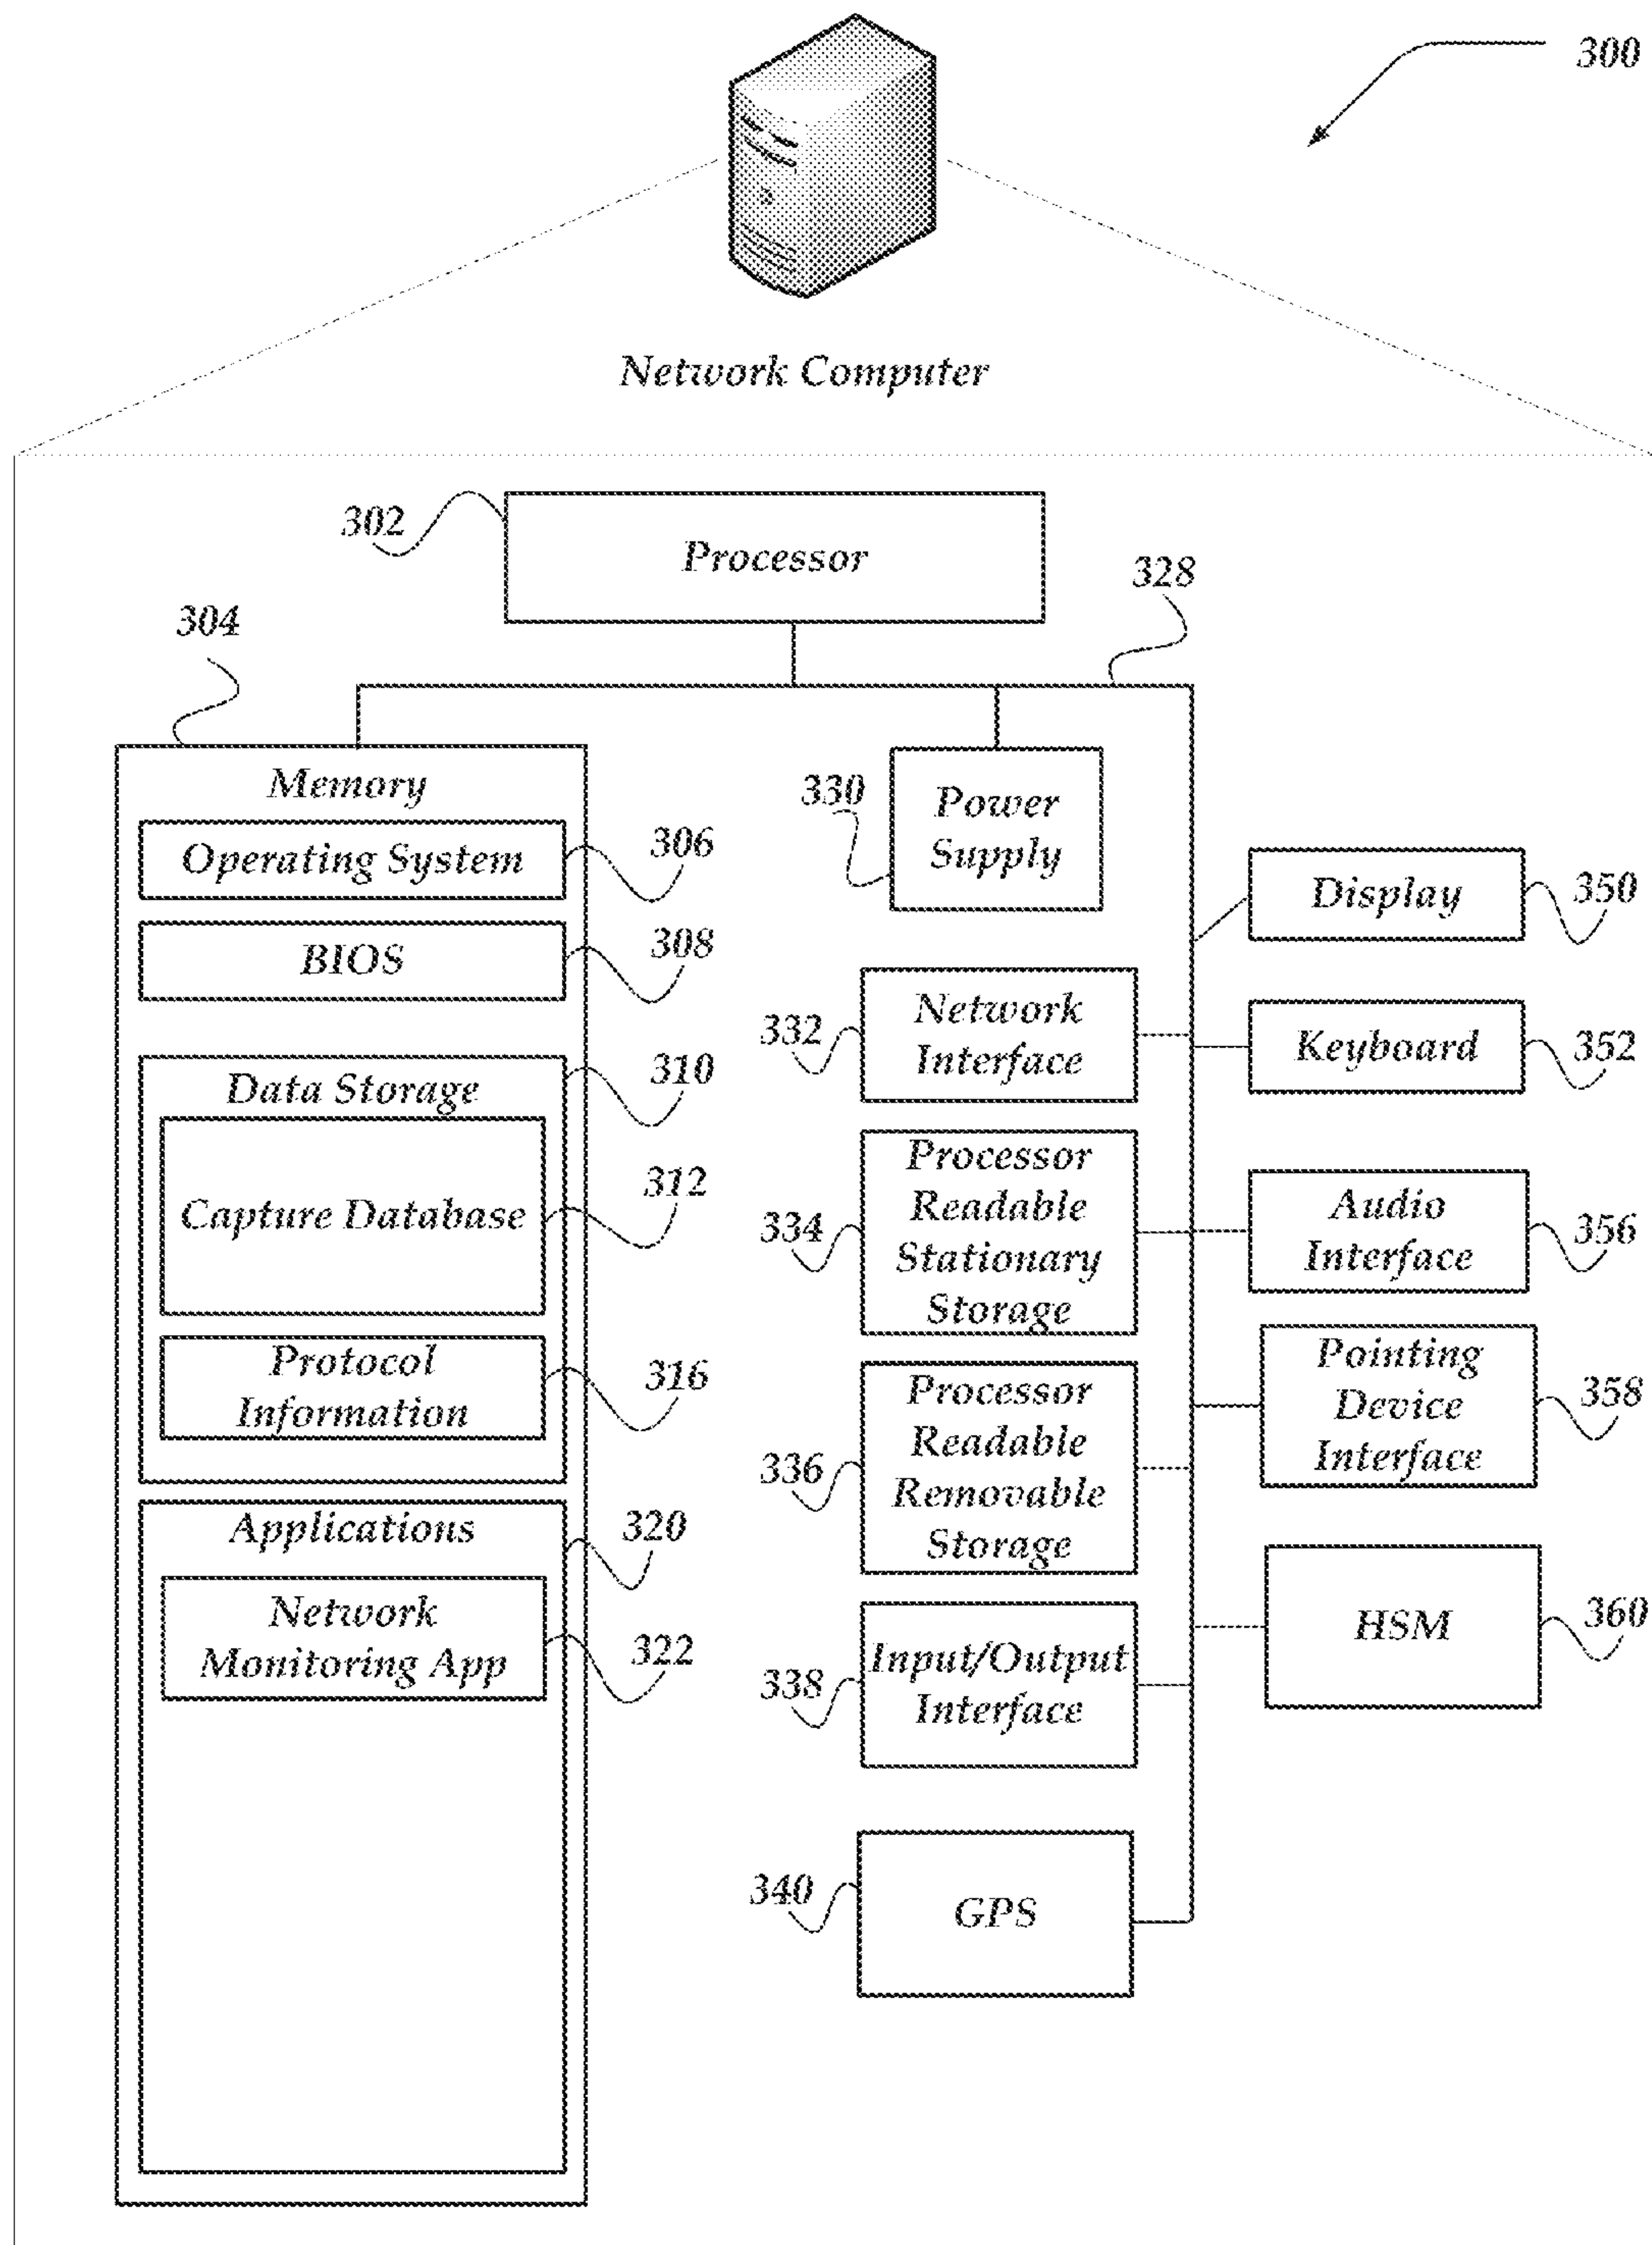 300
Network Computer
302
Processor
328
304
Memory
Operating System
306
BIOS
308
Data Storage
310
Capture Database
312
Protocol
Information
316
Applications
320
Network
Monitoring App
322
330
Power
Supply
332
Network
Interface
334
Processor
Readable
Stationary
Storage
336
Processor
Readable
Removable
Storage
338
Input/Output
Interface
340
GPS
Display
350
Keyboard
352
Audio
Interface
356
Pointing
Device
Interface
358
HSM
360